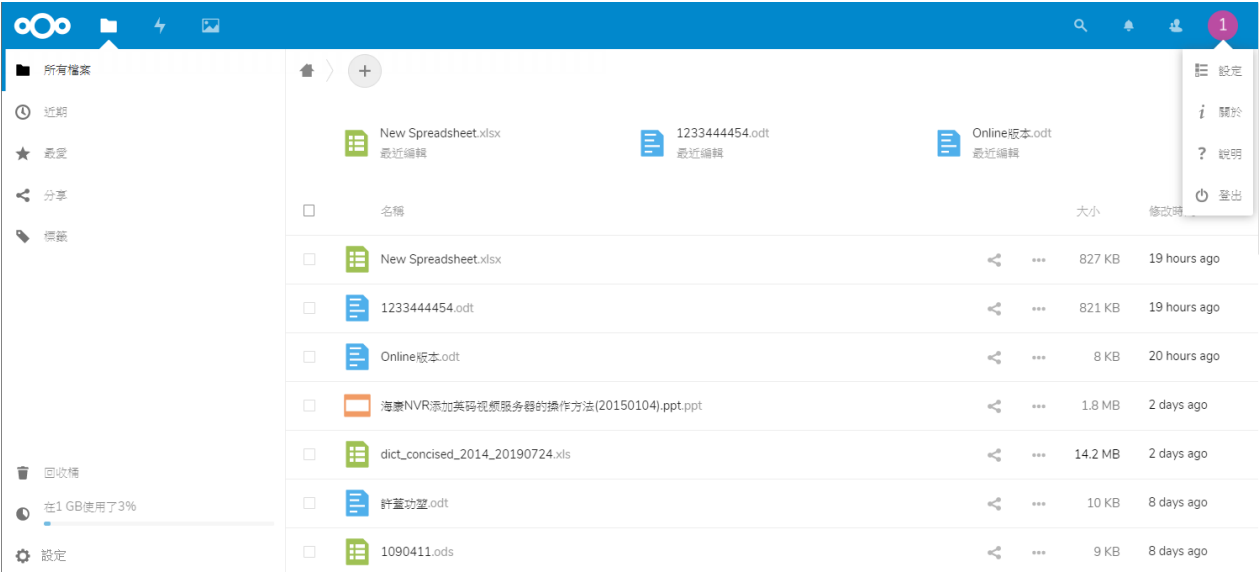 1
所有檔案
近期
最愛
分享
標籤
回收桶
在1 GB使用了3%
設定
設定
關於
說明
登出
New Spreadsheet.xlsx
最近編輯
1233444454.odt
最近編輯
Online版本.odt
最近編輯
名稱 大小 修改時
New Spreadsheet.xlsx 827 KB 19 hours ago
1233444454.odt 821 KB 19 hours ago
Online版本.odt 8 KB 20 hours ago
海康NVR添加英码视频服务器的操作方法(20150104).ppt.ppt 1.8 MB 2 days ago
dict_concised_2014_20190724.xls 14.2 MB 2 days ago
許蓋功堃.odt 10 KB 8 days ago
1090411.ods 9 KB 8 days ago